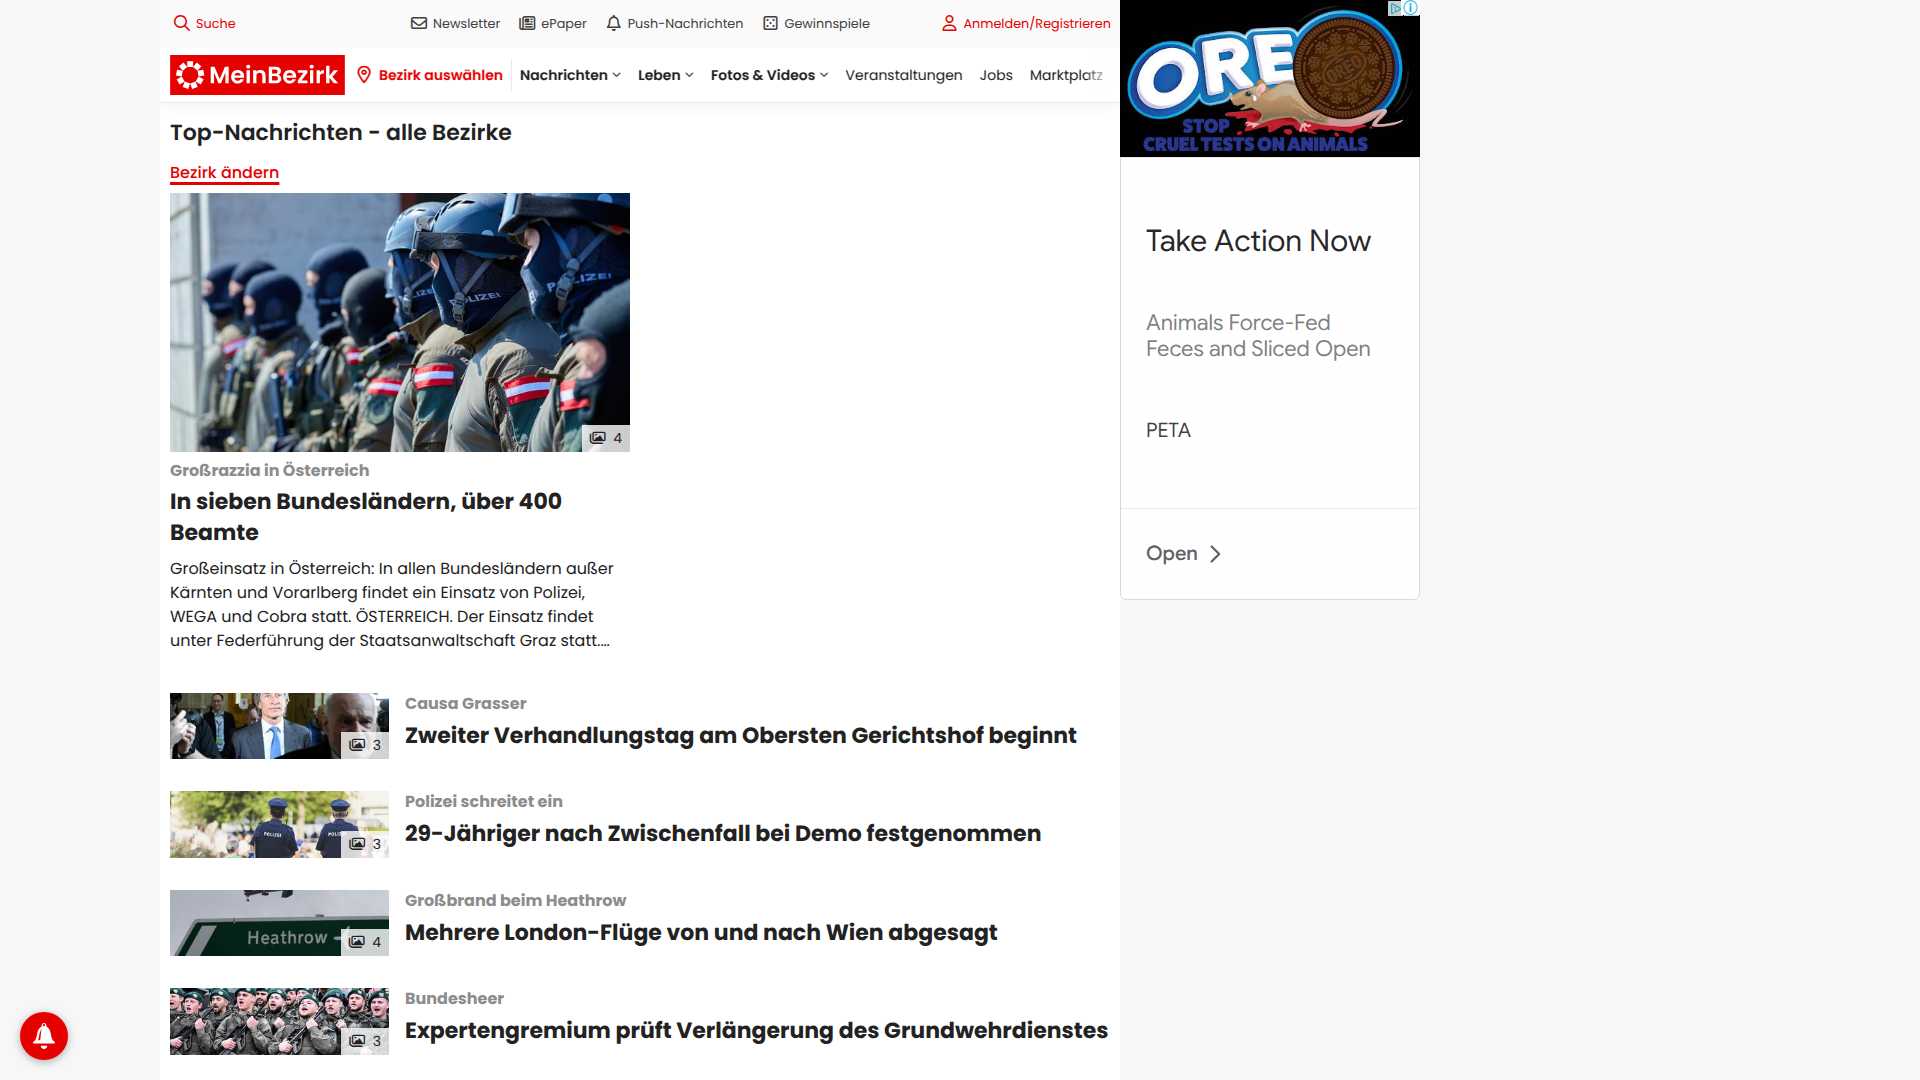 Suche
Newsletter
ePaper
Push-Nachrichten
Gewinnspiele
Anmelden/Registrieren
MeinBezirk
Bezirk auswählen
Nachrichten
Leben
Fotos & Videos
Veranstaltungen
Jobs
Marktplatz
Top-Nachrichten - alle Bezirke
Bezirk ändern
POLIZEI
POLIZEI
4
Großrazzia in Österreich
In sieben Bundesländern, über 400
Beamte
Großeinsatz in Österreich: In allen Bundesländern außer
Kärnten und Vorarlberg findet ein Einsatz von Polizei,
WEGA und Cobra statt. ÖSTERREICH. Der Einsatz findet
unter Federführung der Staatsanwaltschaft Graz statt....
3
Causa Grasser
Zweiter Verhandlungstag am Obersten Gerichtshof beginnt
POLIZEI
3
Polizei schreitet ein
29-Jähriger nach Zwischenfall bei Demo festgenommen
Heathrow
4
Großbrand beim Heathrow
Mehrere London-Flüge von und nach Wien abgesagt
3
Bundesheer
Expertengremium prüft Verlängerung des Grundwehrdienstes
OREO
STOP
CRUEL TESTS ON ANIMALS
Take Action Now
Animals Force-Fed
Feces and Sliced Open
PETA
Open